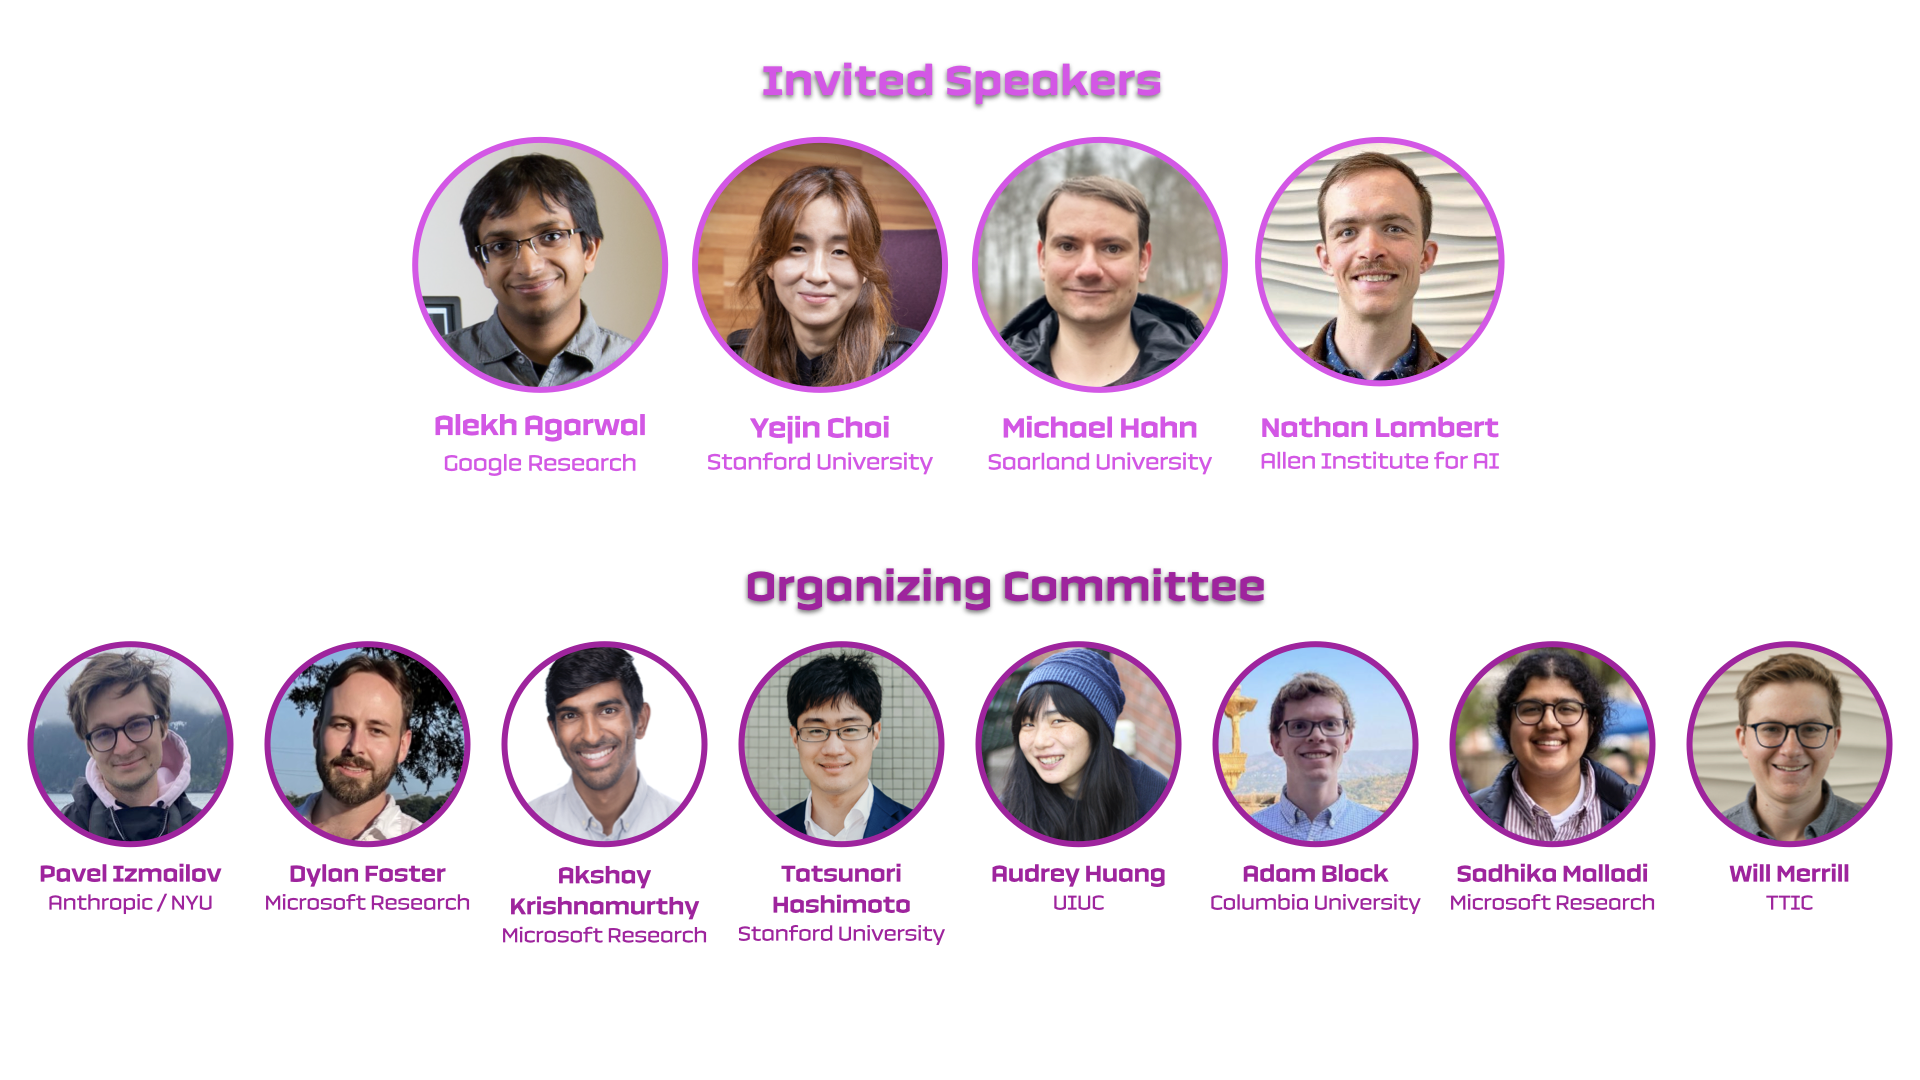 Invited Speakers
Alekh Agarwal
Google Research
Yejin Choi
Stanford University
Michael Hahn
Saarland University
Nathan Lambert
Allen Institute for AI
Organizing Committee
Pavel Izmailov
Anthropic / NYU
Dylan Foster
Microsoft Research
Akshay
Krishnamurthy
Microsoft Research
Tatsunori
Hashimoto
Stanford University
Audrey Huang
UIUC
Adam Block
Columbia University
Sadhika Malladi
Microsoft Research
Will Merrill
TTIC